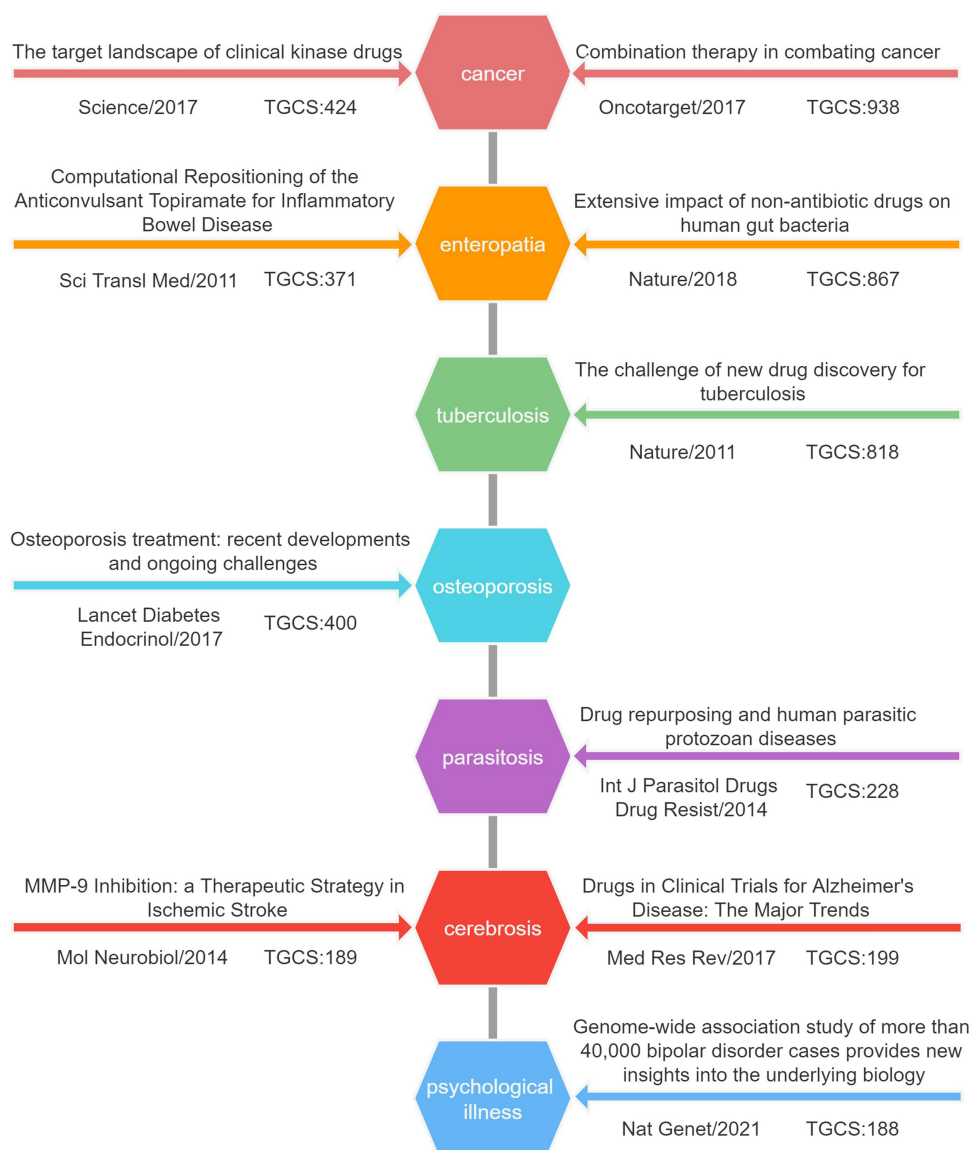 The target landscape of clinical kinase drugs
Science/2017 TGCS:424
cancer
Combination therapy in combating cancer
Oncotarget/2017 TGCS:938
Computational Repositioning of the
Anticonvulsant Topiramate for Inflammatory
Bowel Disease
Sci Transl Med/2011 TGCS:371
enteropatia
Extensive impact of non-antibiotic drugs on
human gut bacteria
Nature/2018 TGCS:867
tuberculosis
The challenge of new drug discovery for
tuberculosis
Nature/2011 TGCS:818
Osteoporosis treatment: recent developments
and ongoing challenges
Lancet Diabetes
Endocrinol/2017
TGCS:400
osteoporosis
parasitosis
Drug repurposing and human parasitic
protozoan diseases
Int J Parasitol Drugs
Drug Resist/2014
TGCS:228
MMP-9 Inhibition: a Therapeutic Strategy in
Ischemic Stroke
Mol Neurobiol/2014 TGCS:189
cerebrosis
Drugs in Clinical Trials for Alzheimer's
Disease: The Major Trends
Med Res Rev/2017 TGCS:199
psychological
illness
Genome-wide association study of more than
40,000 bipolar disorder cases provides new
insights into the underlying biology
Nat Genet/2021 TGCS:188